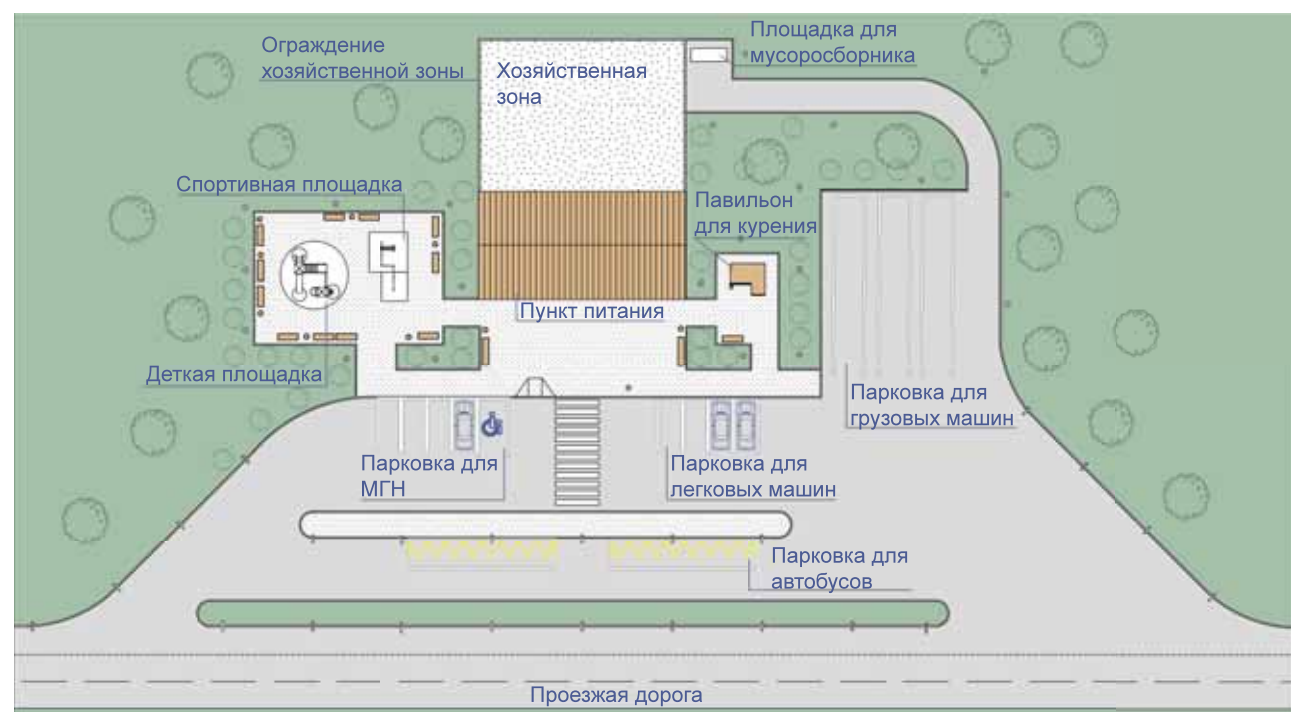 Площадка для
мусоросборника
Ограждение
хозяйственной зоны
Хозяйственная
зона
Спортивная площадка
Павильон
для курения
Пункт питания
Деткая площадка
Парковка для
грузовых машин
Парковка для
МГН
Парковка для
легковых машин
Парковка для
автобусов
Проезжая дорога